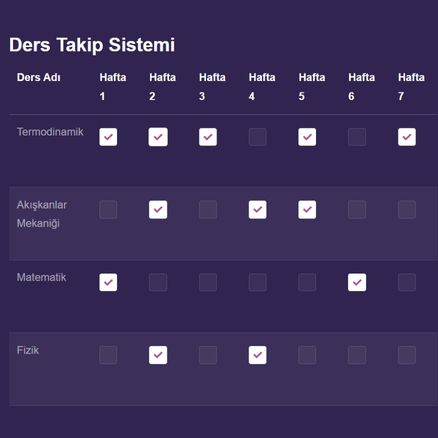 Ders Takip Sistemi
Ders Adı Hafta 1 Hafta 2 Hafta 3 Hafta 4 Hafta 5 Hafta 6 Hafta 7
Termodinamik
Akışkanlar
Mekaniği
Matematik
Fizik